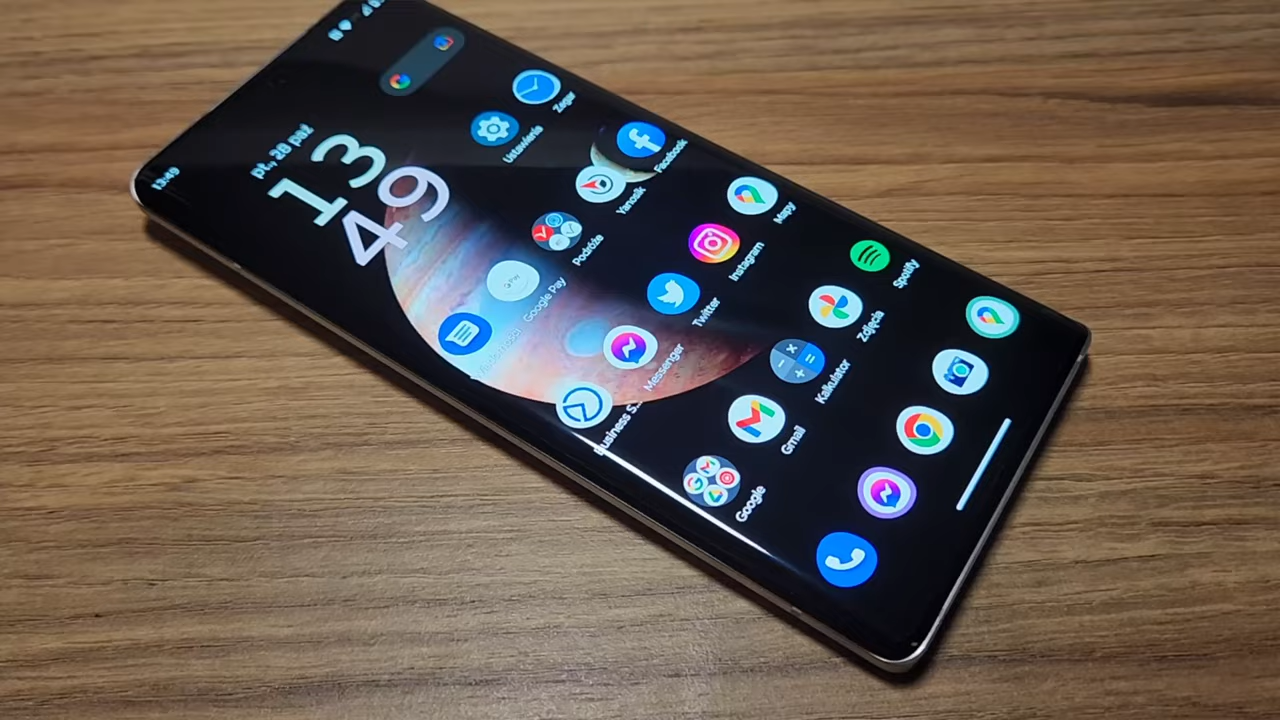 13:49
pt., 28 paź
13
49
Zegar
Ustawienia
Facebook
Yanosik
Podróże
Google Pay
Mapy
Instagram
Twitter
Messenger
Business S...
Spotify
Zdjęcia
Kalkulator
Gmail
Google